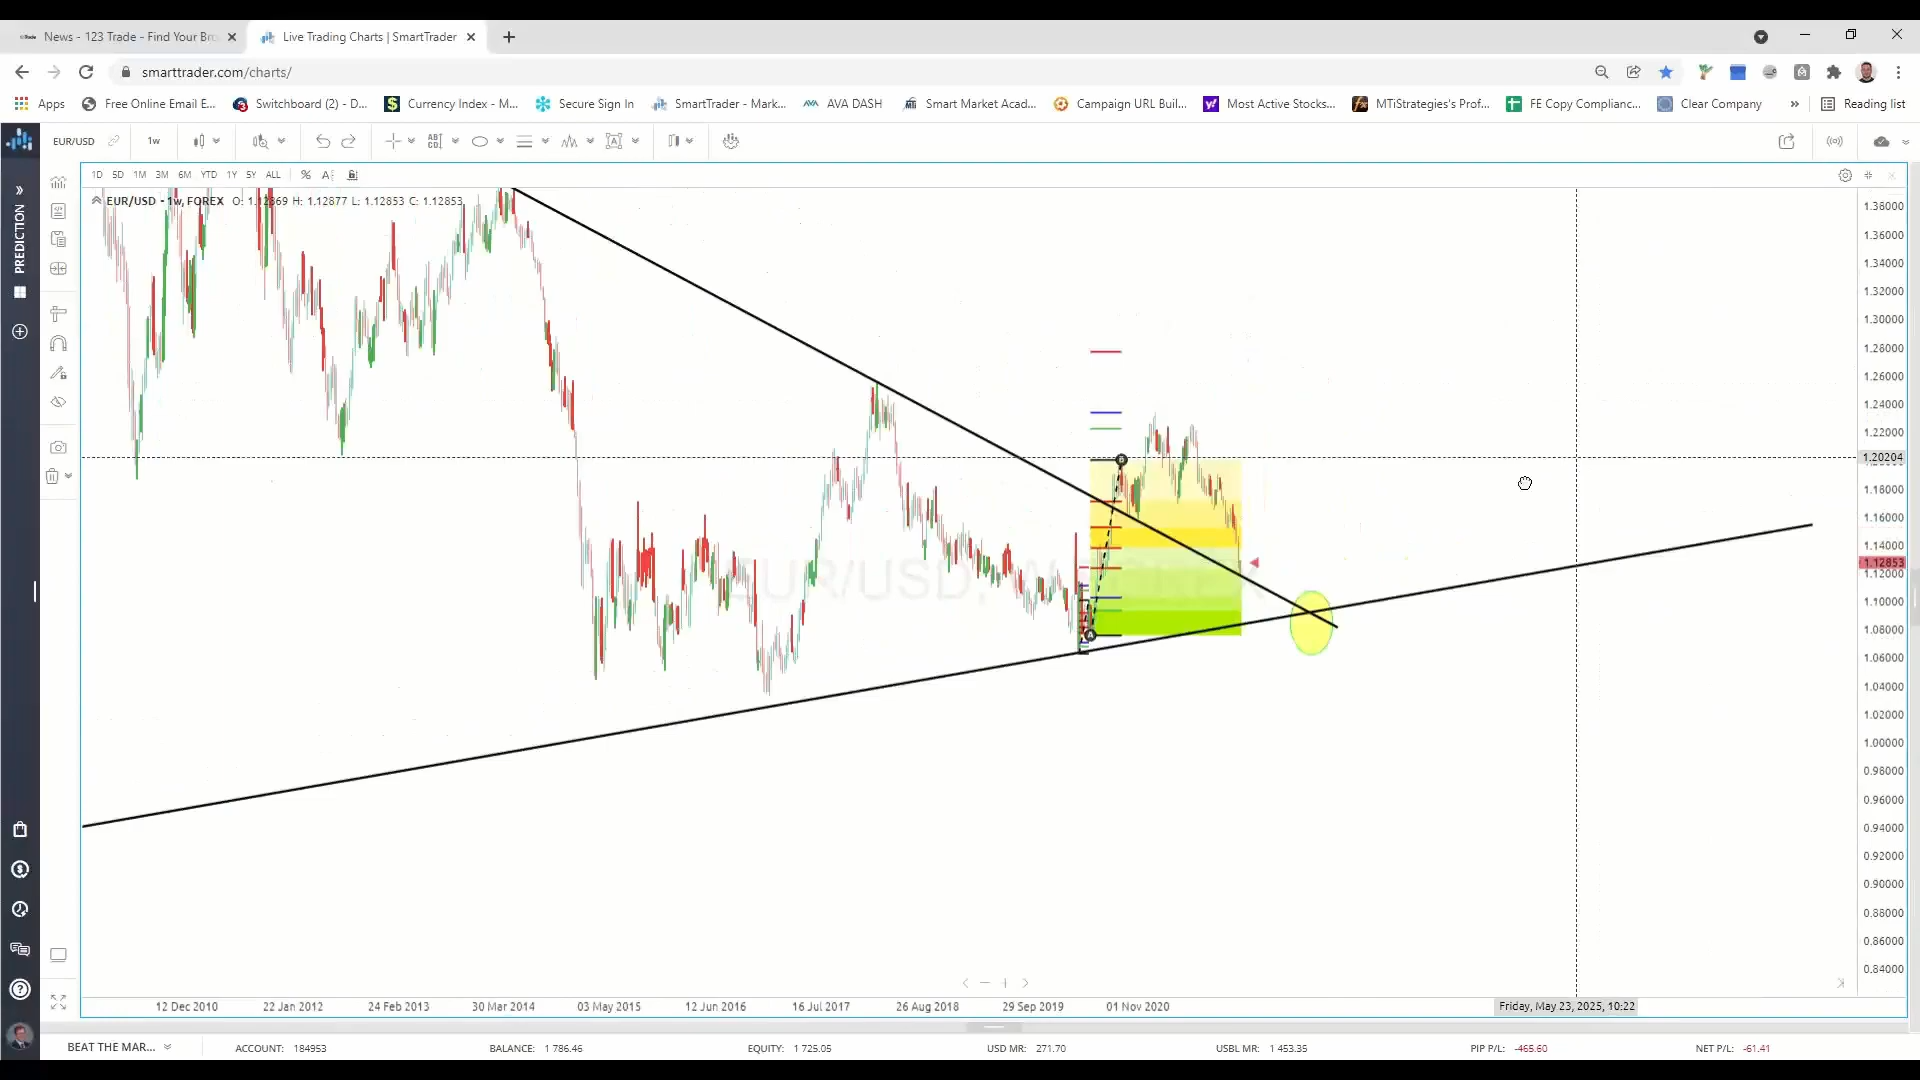 News - 123 Trade - Find Your Bro
Live Trading Charts | SmartTrader
smarttrader.com/charts/
Apps
Free Online Email E...
Switchboard (2) - D...
Currency Index - M...
Secure Sign In
SmartTrader - Mark...
AVA DASH
Smart Market Acad...
Campaign URL Buil...
Most Active Stocks...
MTiStrategies's Prof...
FE Copy Complianc...
Clear Company
Reading list
EUR/USD
1w
1D 5D 1M 3M 6M YTD 1Y 5Y ALL %
EUR/USD - 1w, FOREX O: 1.12869 H: 1.12877 L: 1.12853 C: 1.12853
PREDICTION
B
A
1.38000
1.36000
1.34000
1.32000
1.30000
1.28000
1.26000
1.24000
1.22000
1.20204
1.18000
1.16000
1.14000
1.12853
1.12000
1.10000
1.08000
1.06000
1.04000
1.02000
1.00000
0.98000
0.96000
0.94000
0.92000
0.90000
0.88000
0.86000
0.84000
12 Dec 2010 22 Jan 2012 24 Feb 2013 30 Mar 2014 03 May 2015 12 Jun 2016 16 Jul 2017 26 Aug 2018 29 Sep 2019 01 Nov 2020 Friday, May 23, 2025, 10:22
BEAT THE MAR... ACCOUNT: 184953 BALANCE: 1 786.46 EQUITY: 1 725.05 USD MR: 271.70 USBL MR: 1 453.35 PIP P/L: -465.60 NET P/L: -61.41